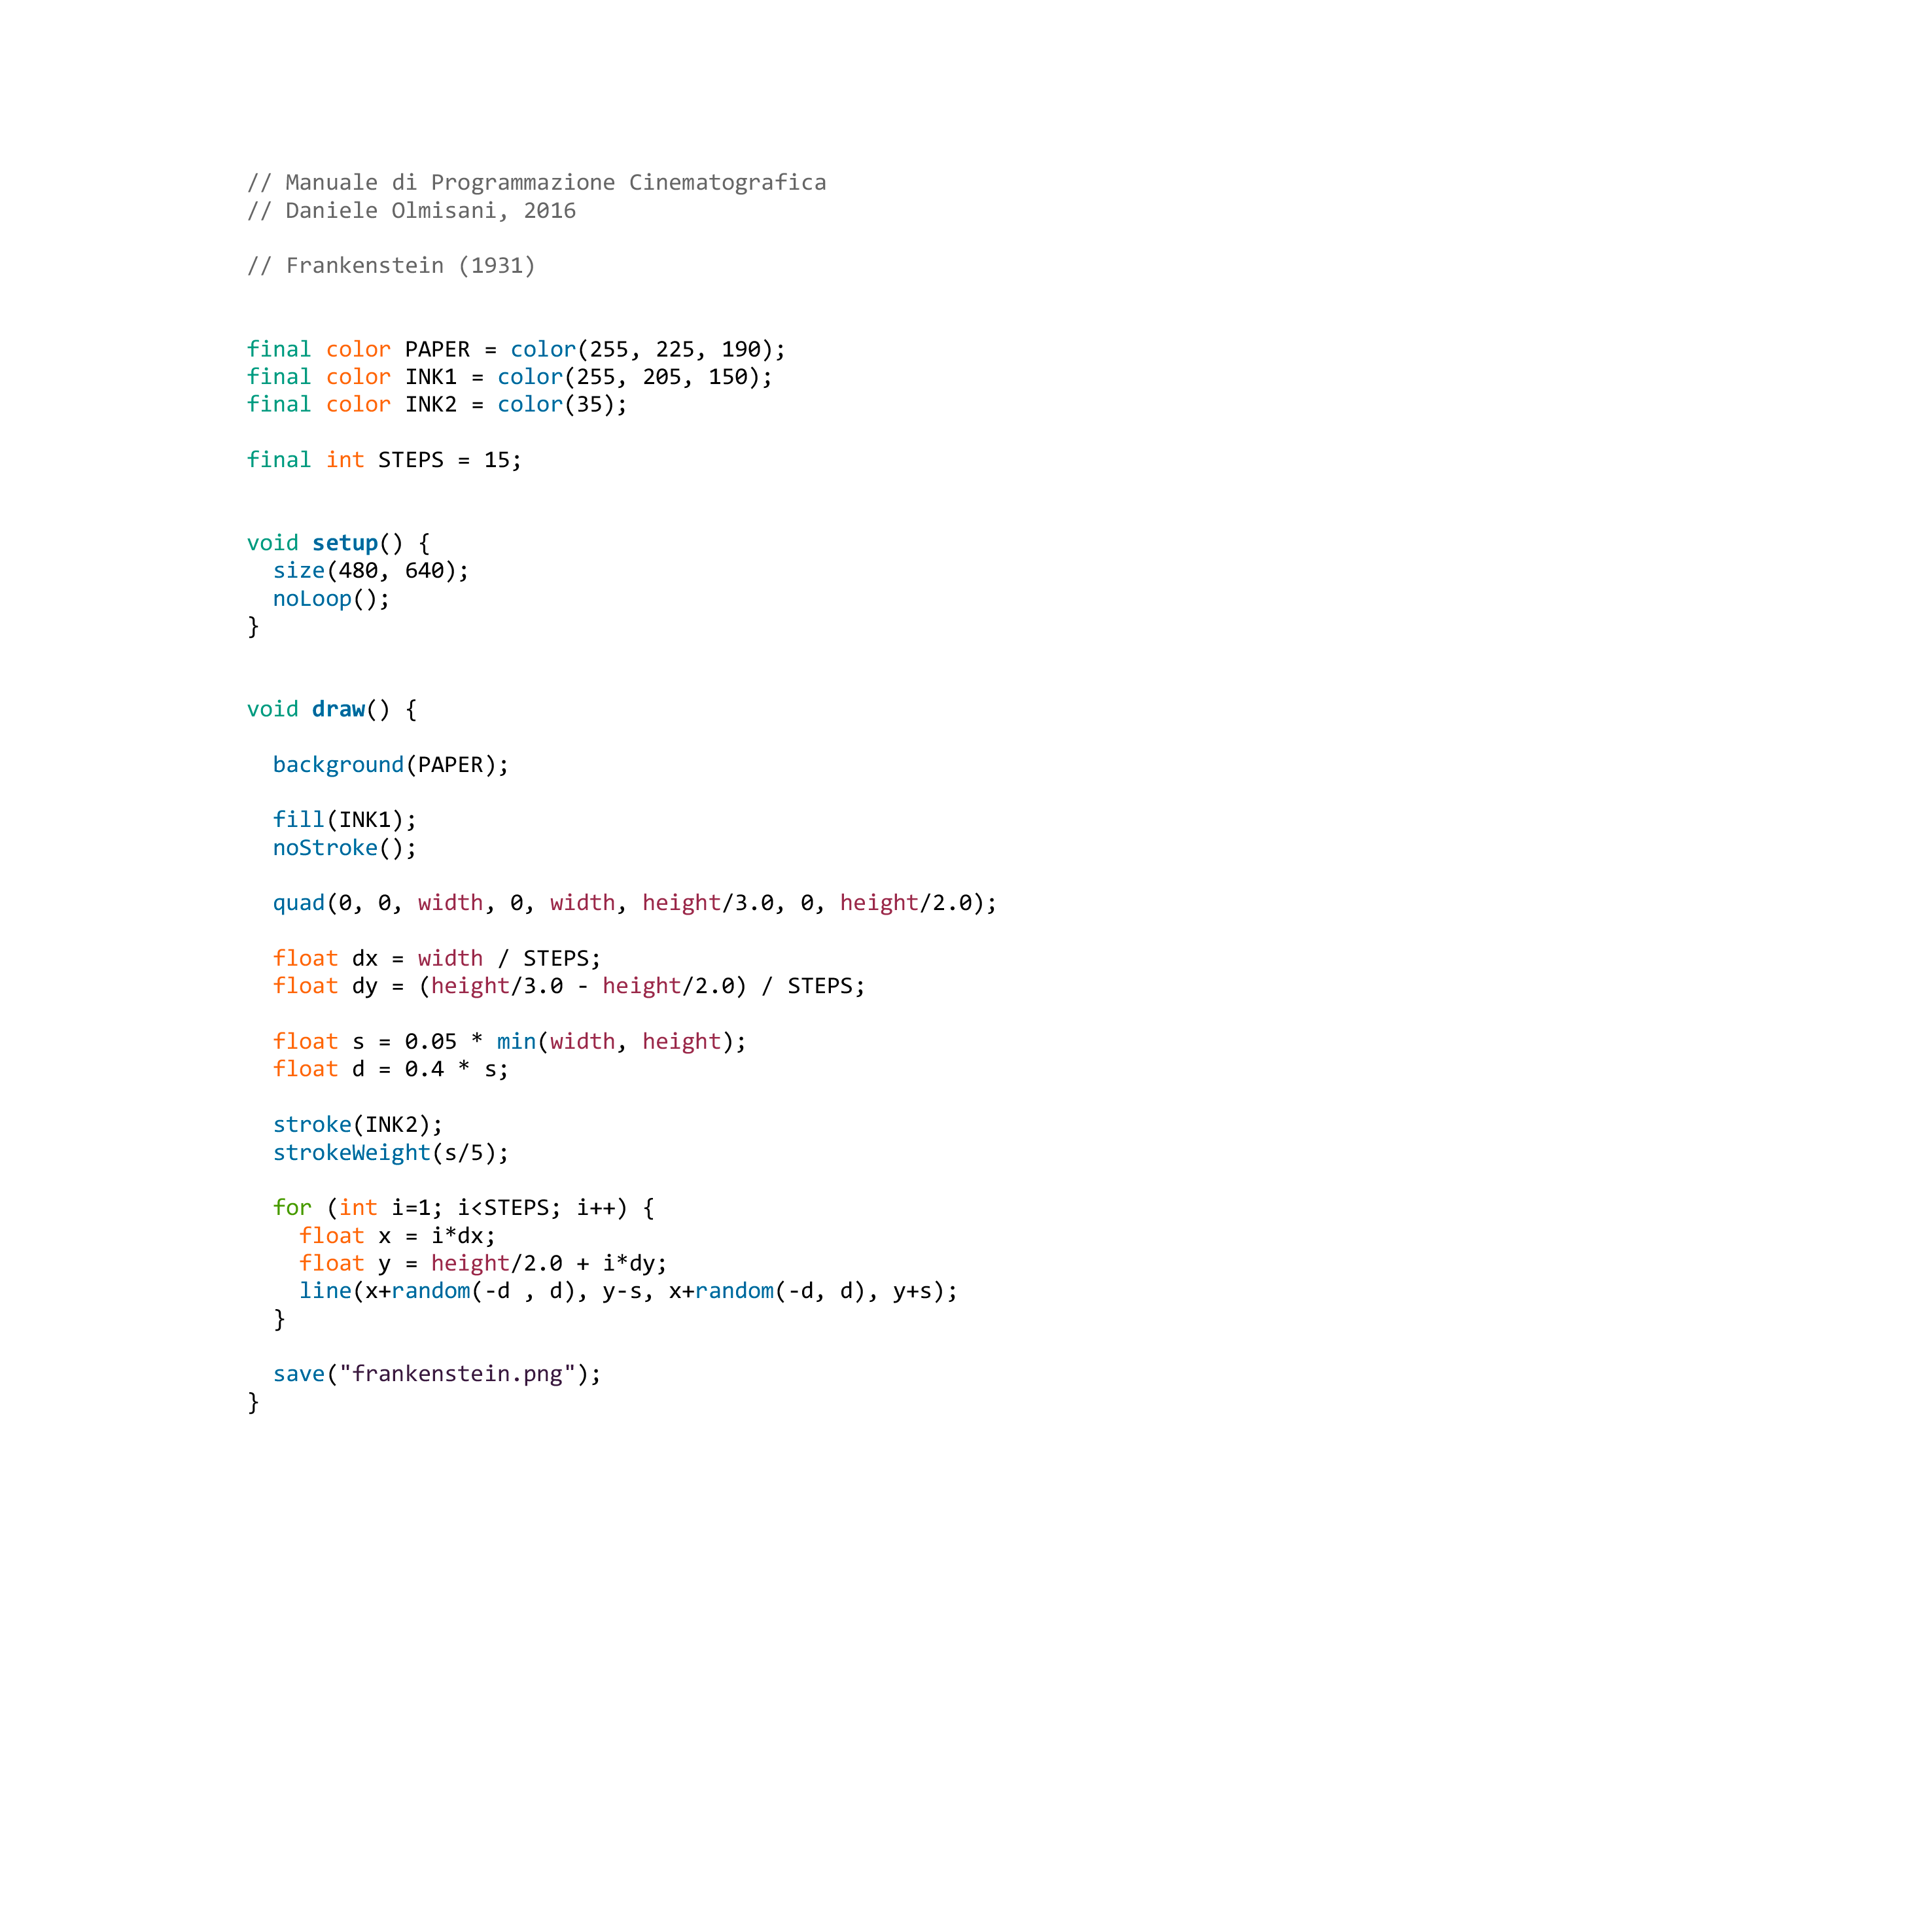 // Manuale di Programmazione Cinematografica
// Daniele Olmisani, 2016
// Frankenstein (1931)
final color PAPER = color(255, 225, 190);
final color INK1 = color(255, 205, 150);
final color INK2 = color(35);
final int STEPS = 15;
void setup() {
  size(480, 640);
  noLoop();
}
void draw() {
  background(PAPER);
  fill(INK1);
  noStroke();
  quad(0, 0, width, 0, width, height/3.0, 0, height/2.0);
  float dx = width / STEPS;
  float dy = (height/3.0 - height/2.0) / STEPS;
  float s = 0.05 * min(width, height);
  float d = 0.4 * s;
  stroke(INK2);
  strokeWeight(s/5);
  for (int i=1; i<STEPS; i++) {
    float x = i*dx;
    float y = height/2.0 + i*dy;
    line(x+random(-d , d), y-s, x+random(-d, d), y+s);
  }
  save("frankenstein.png");
}